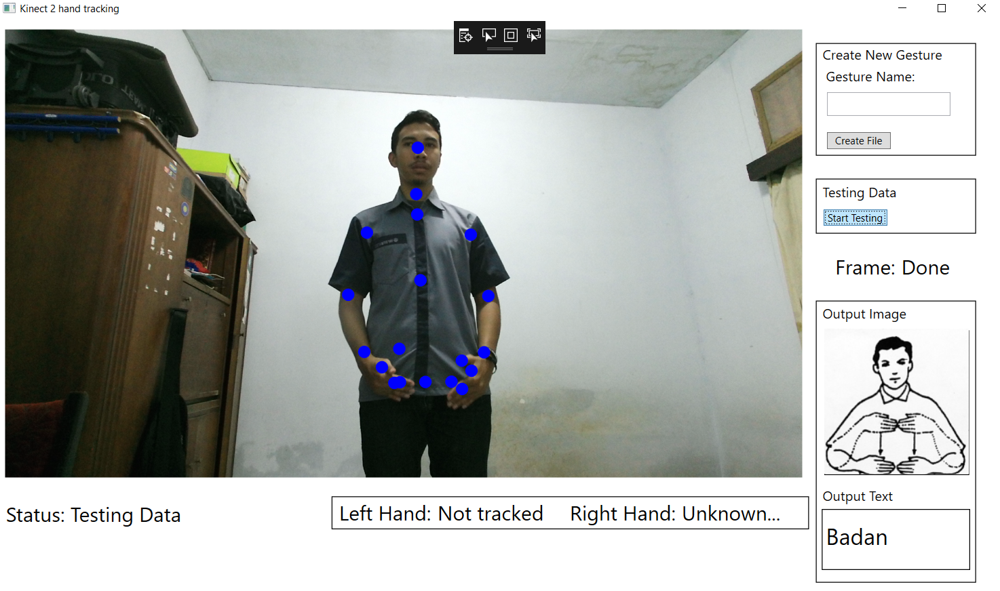 Kinect 2 hand tracking
Create New Gesture
Gesture Name:
Create File
Testing Data
Start Testing
Frame: Done
Output Image
Output Text
Badan
Status: Testing Data
Left Hand: Not tracked
Right Hand: Unknown...